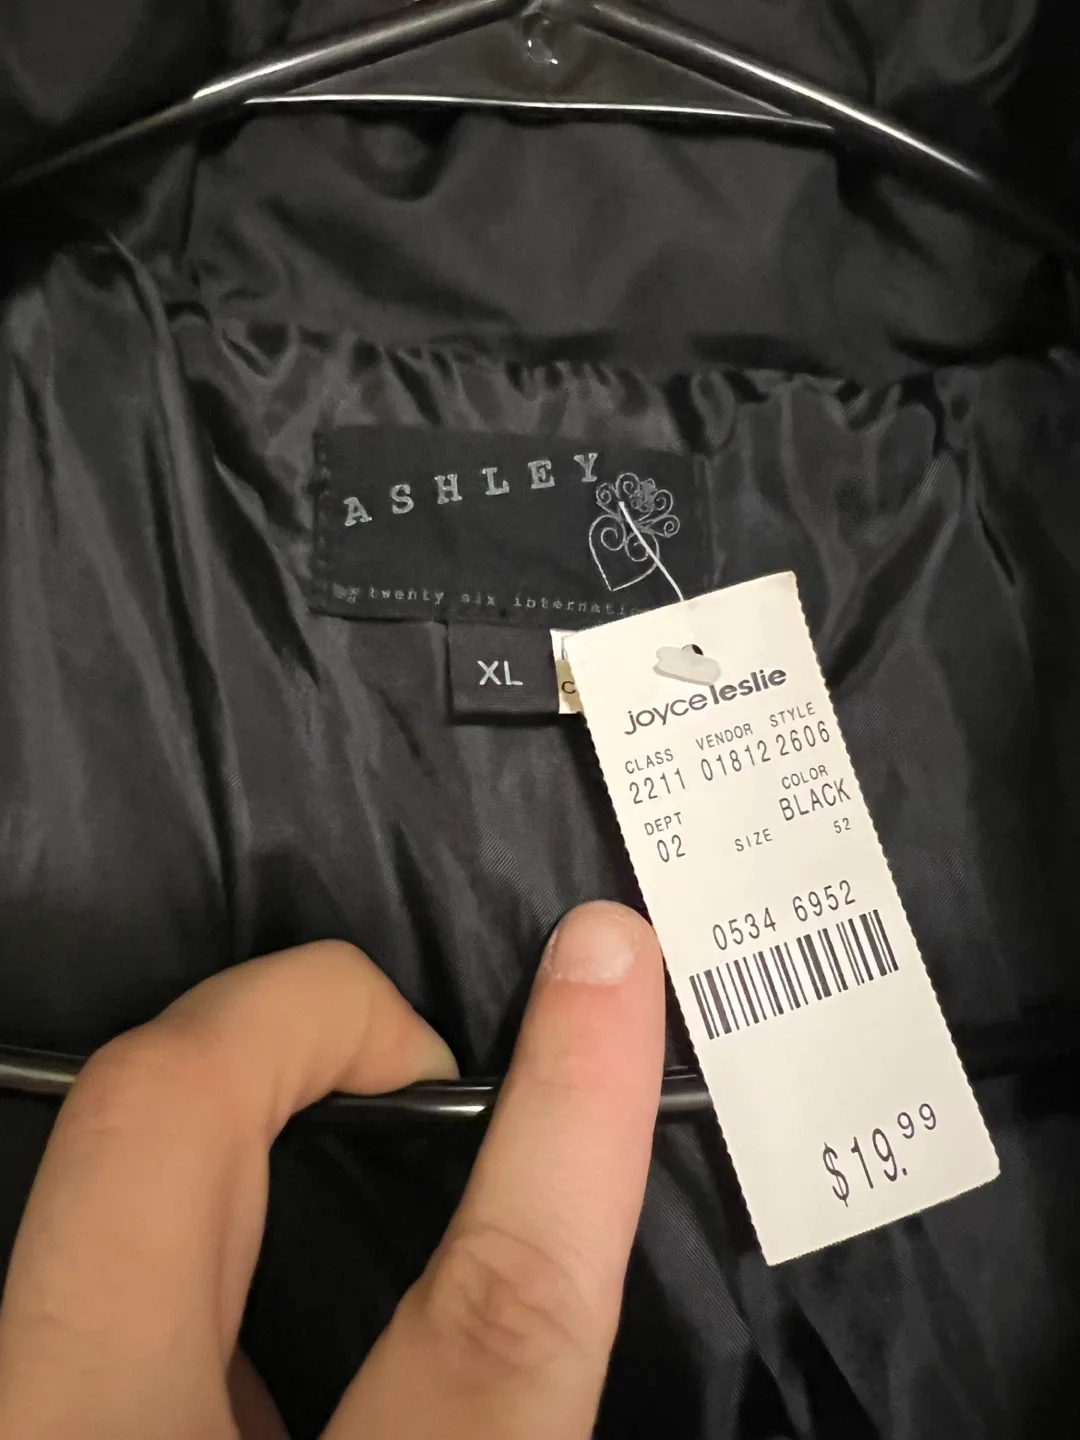 ASHLEY
by twenty six internatio
XL
C
joyceleslie
CLASS VENDOR STYLE
2211 01812 2606
DEPT COLOR
02 SIZE BLACK
52
0534 6952
$19.99